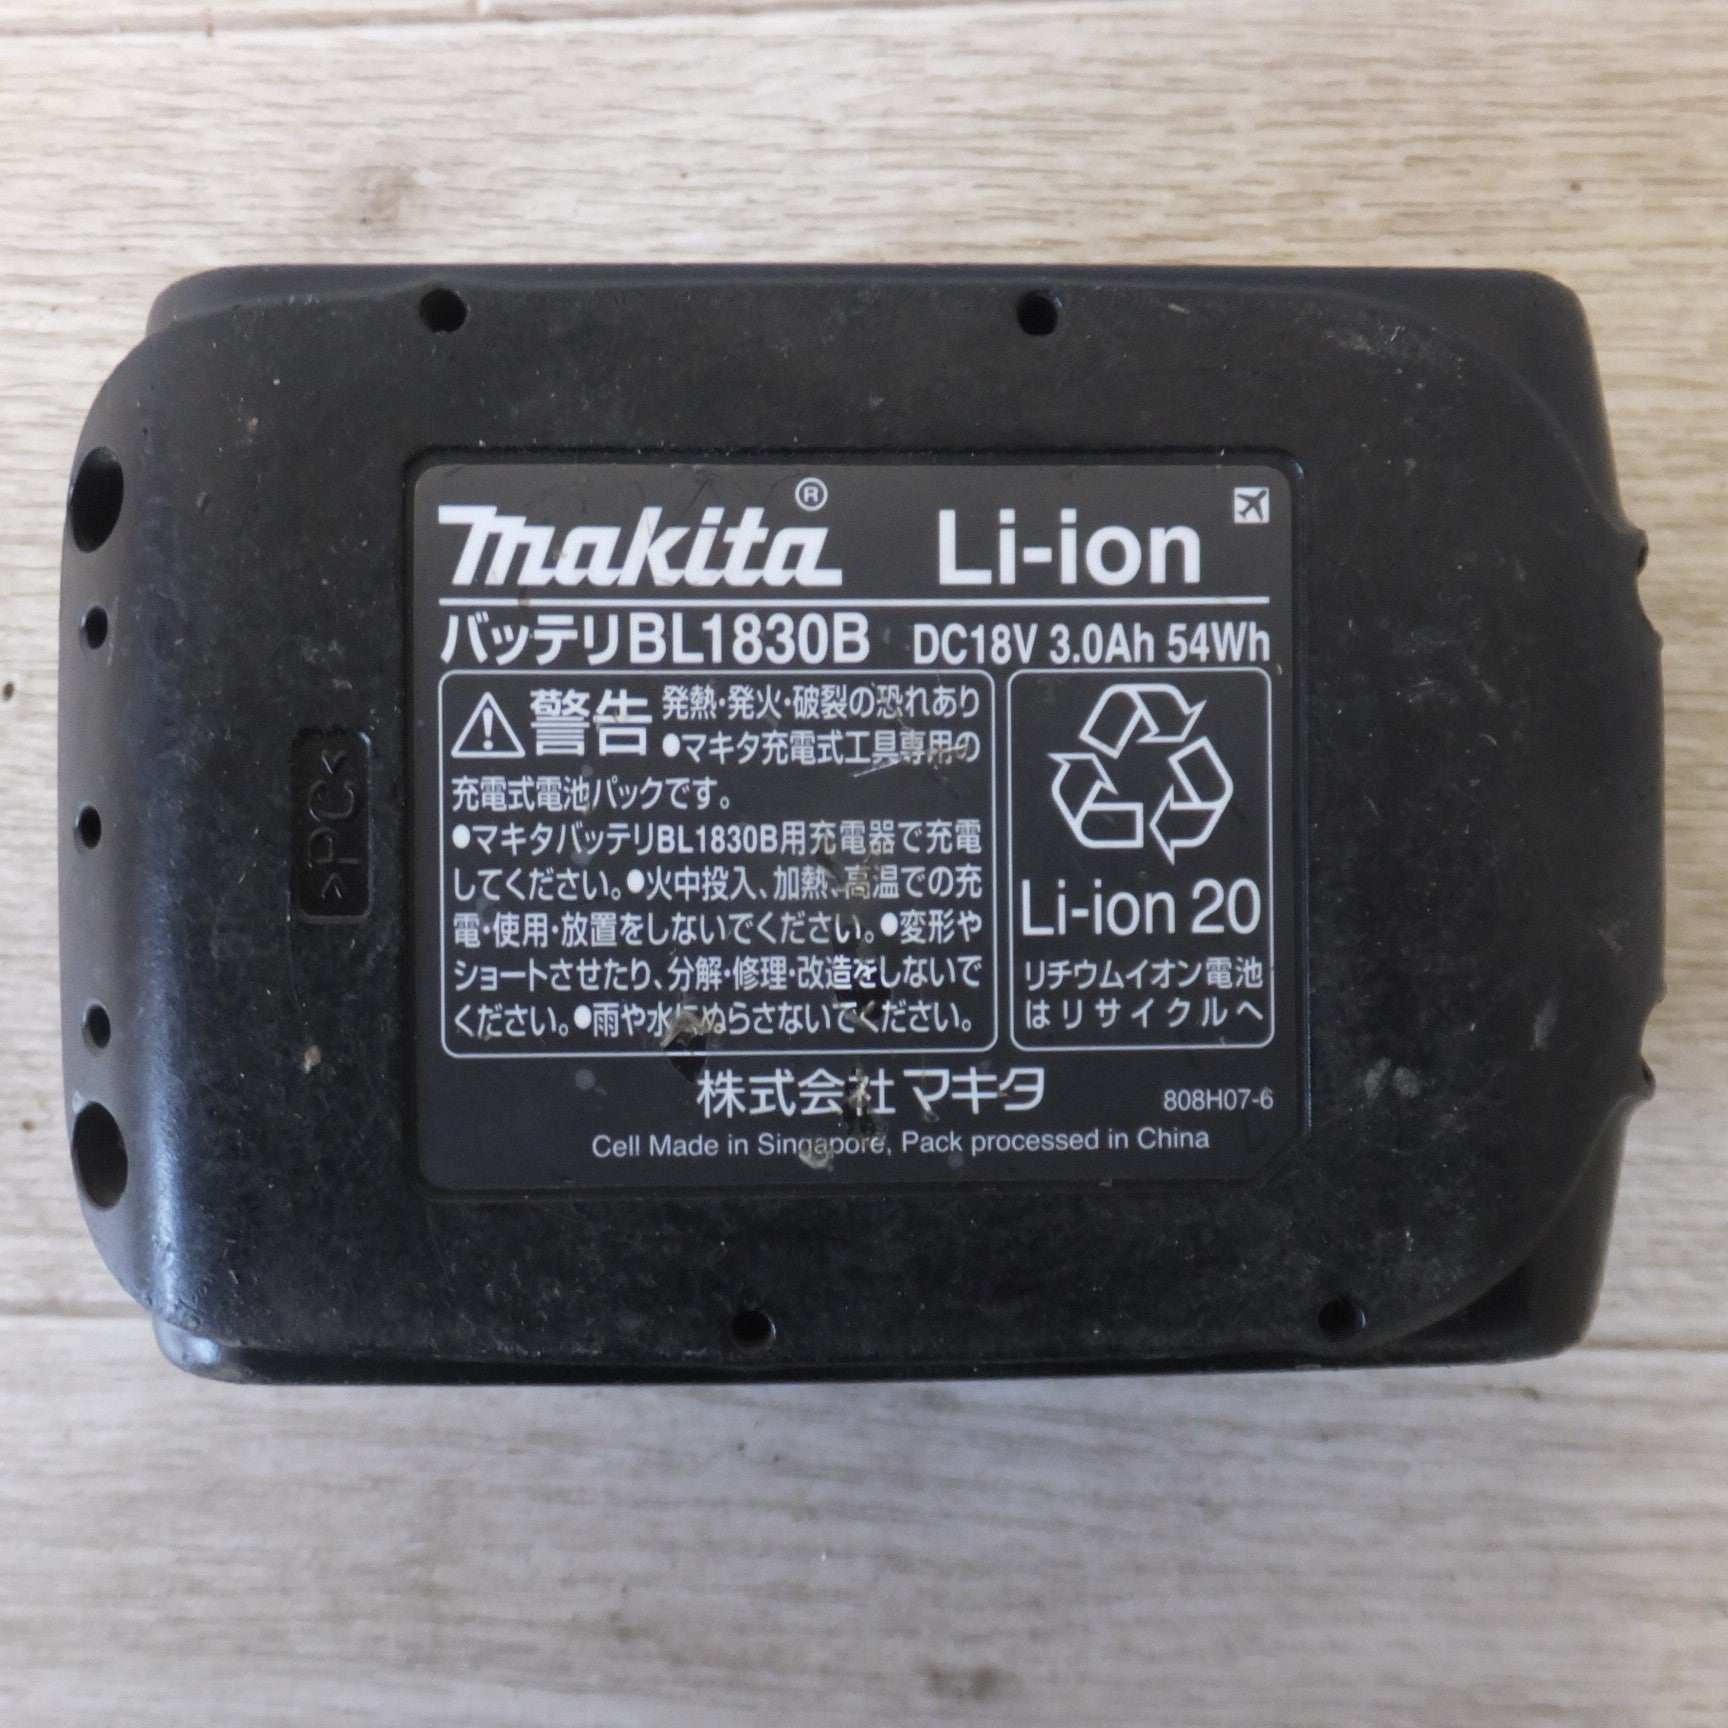 makita® Li-ion
バッテリBL1830B DC18V 3.0Ah 54Wh
警告 発熱・発火・破裂の恐れあり
●マキタ充電式工具専用の
充電式電池パックです。
●マキタバッテリBL1830B用充電器で充電
してください。●火中投入、加熱、高温での充
電・使用・放置をしないでください。●変形や
ショートさせたり、分解・修理・改造をしないで
ください。●雨や水にぬらさないでください。
Li-ion 20
リチウムイオン電池
はリサイクルへ
株式会社マキタ
808H07-6
Cell Made in Singapore, Pack processed in China
>PC<